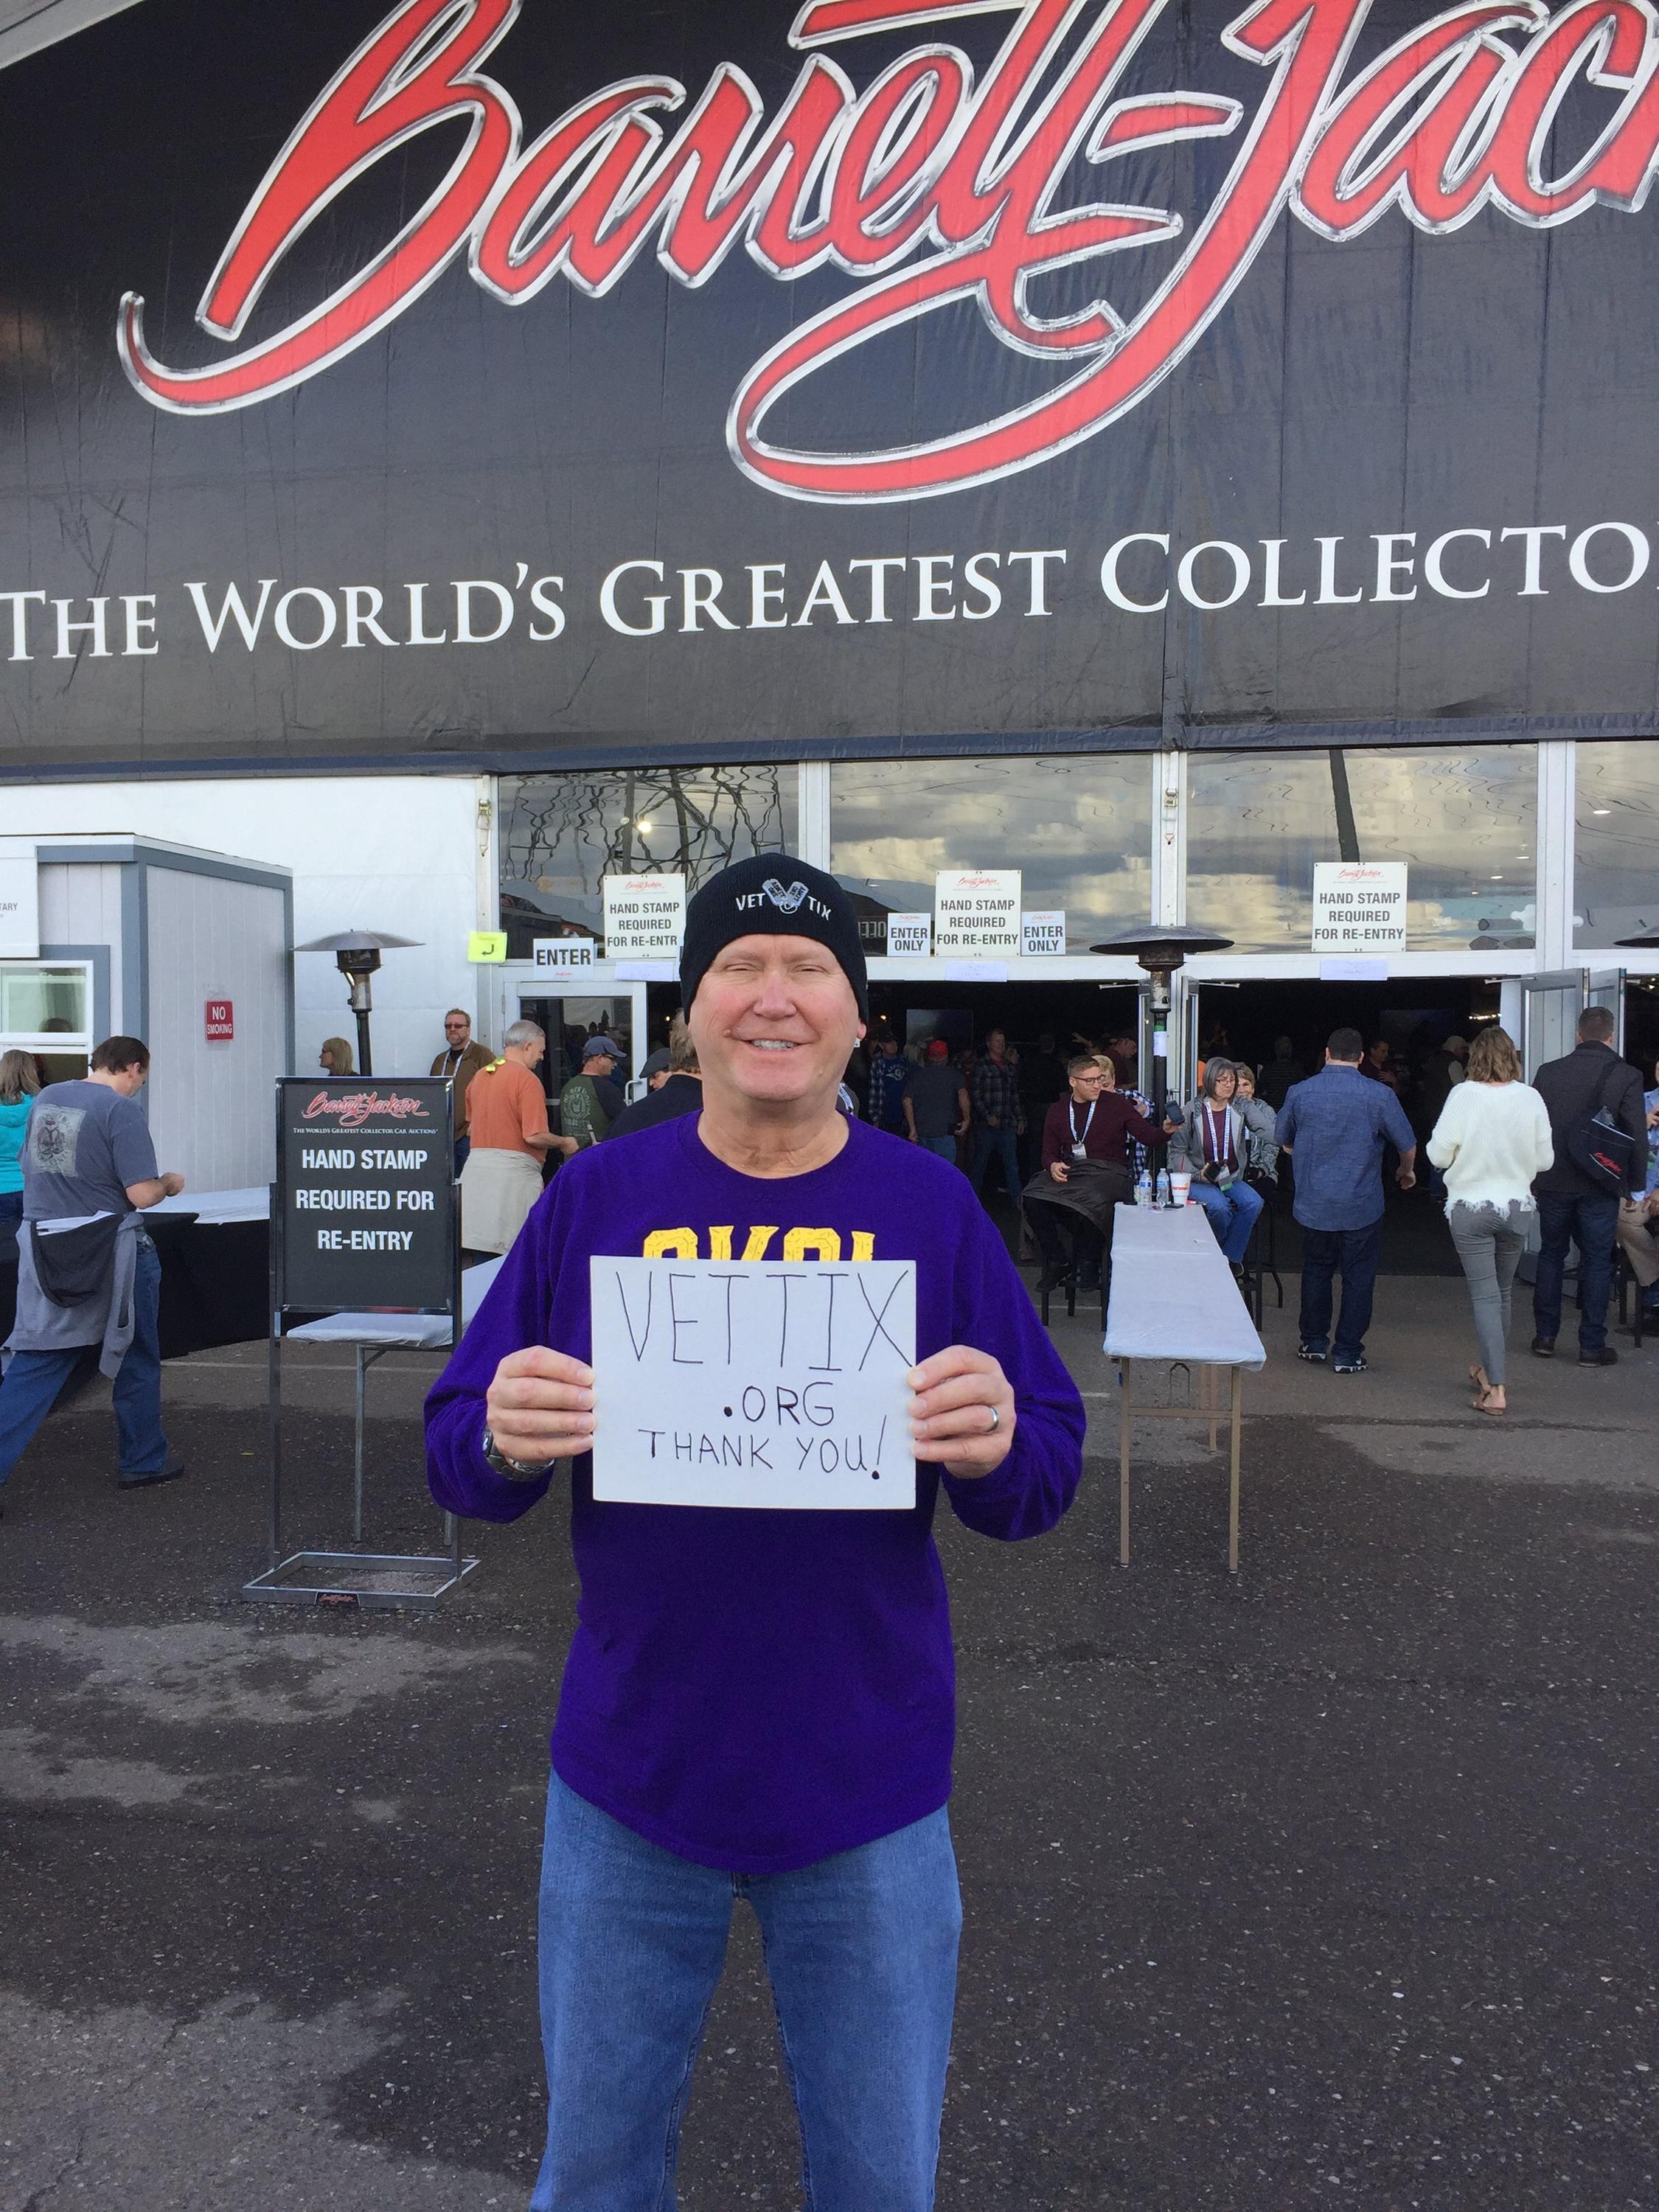 Barrett-Jac
THE WORLD'S GREATEST COLLECTO
HAND STAMP
REQUIRED
FOR RE-ENTR
HAND STAMP
REQUIRED
FOR RE-ENTRY
HAND STAMP
REQUIRED
FOR RE-ENTRY
ENTER
ENTER
ONLY
ENTER
ONLY
NO
SMOKING
VET TIX
Barrett-Jackson
THE WORLD'S GREATEST COLLECTOR CAR AUCTIONS
HAND STAMP
REQUIRED FOR
RE-ENTRY
VETTIX
.ORG
THANK YOU!